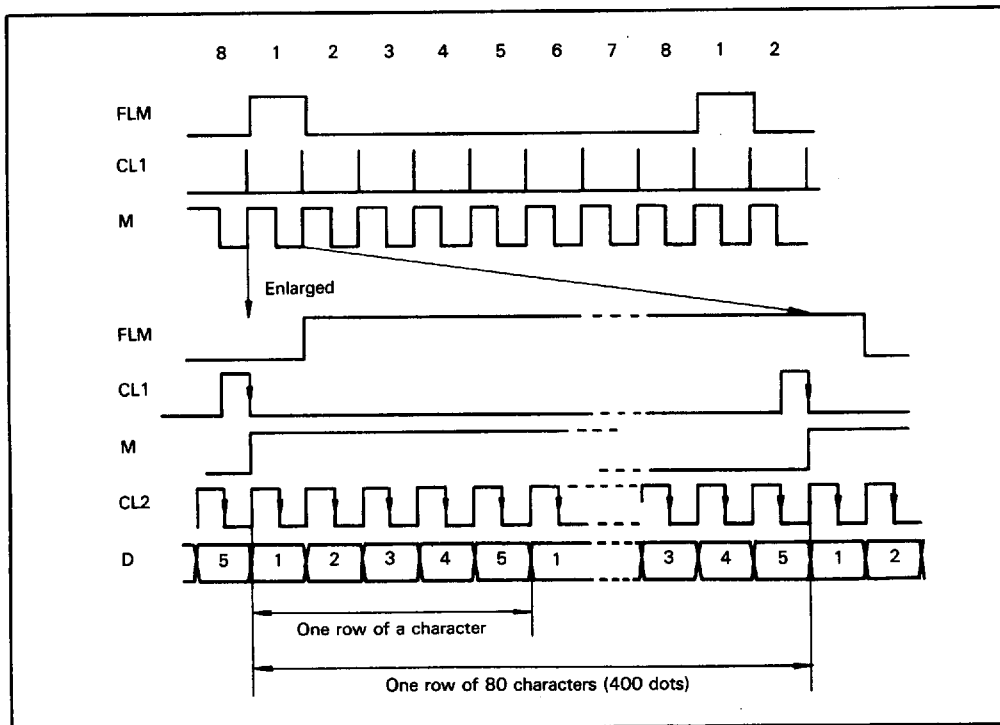 8 1 2 3 4 5 6 7 8 1 2
FLM
CL1
M
Enlarged
FLM
CL1
M
CL2
D 5 1 2 3 4 5 1 3 4 5 1 2
One row of a character
One row of 80 characters (400 dots)